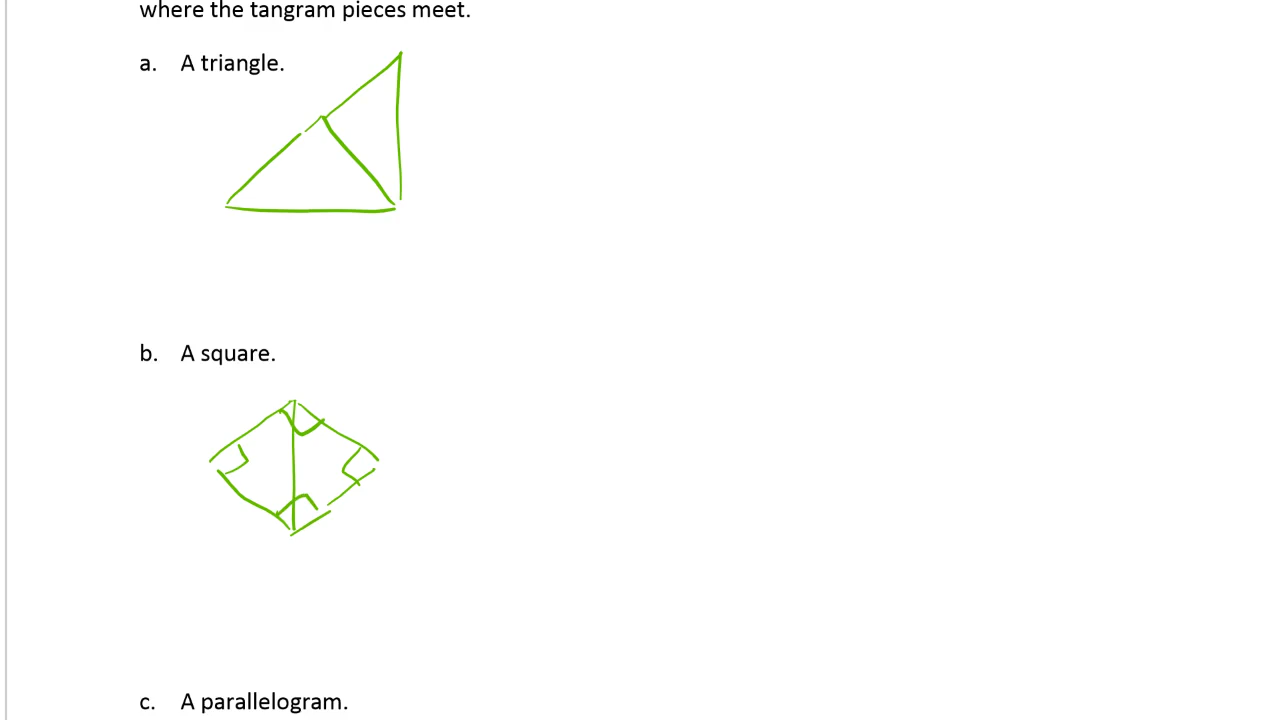 where the tangram pieces meet.
a. A triangle.
b. A square.
c. A parallelogram.